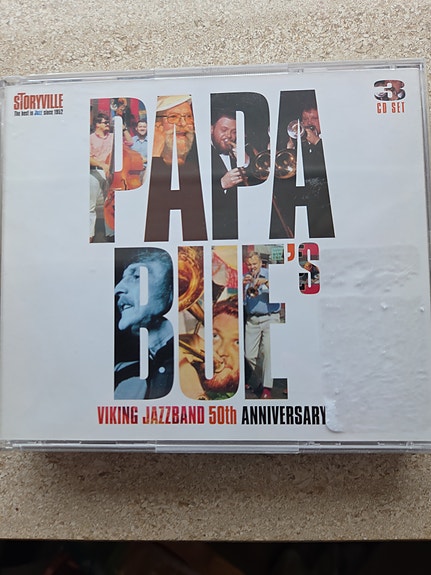 STORYVILLE
The best in JAZZ since 1952
3
CD SET
PAPA
BUE'S
VIKING JAZZBAND 50th ANNIVERSARY